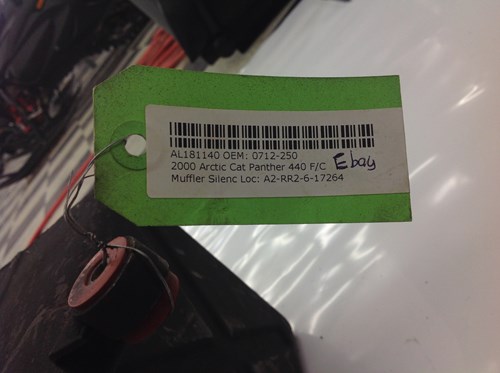 AL181140 OEM: 0712-250
2000 Arctic Cat Panther 440 F/C Ebay
Muffler Silenc Loc: A2-RR2-6-17264